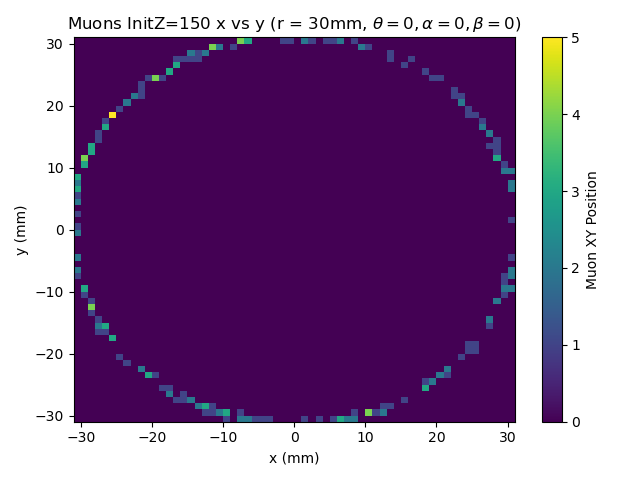 Muons InitZ=150 x vs y (r = 30mm, θ = 0, α = 0, β = 0)
30
20
10
0
−10
−20
−30
y (mm)
−30 −20 −10 0 10 20 30
x (mm)
5
4
3
2
1
0
Muon XY Position